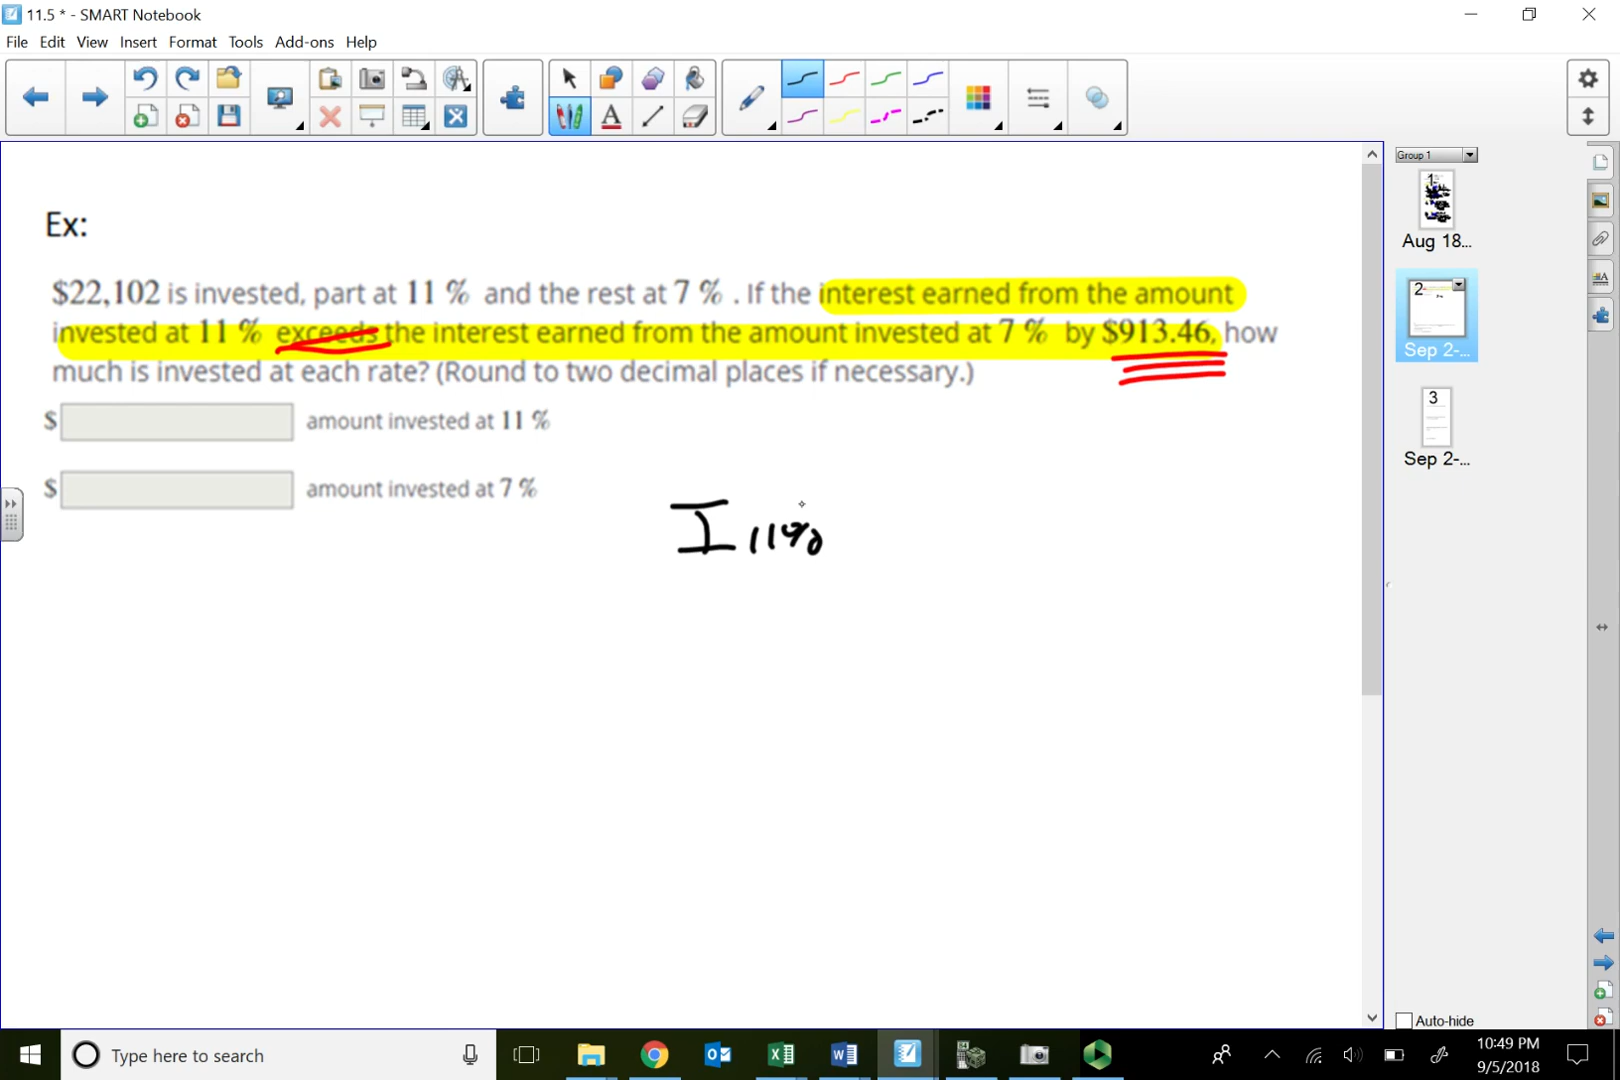 11.5 * - SMART Notebook
File Edit View Insert Format Tools Add-ons Help
Group 1
Ex:
$22,102 is invested, part at 11 % and the rest at 7 % . If the interest earned from the amount
invested at 11 % exceeds the interest earned from the amount invested at 7 % by $913.46, how
much is invested at each rate? (Round to two decimal places if necessary.)
$ amount invested at 11 %
$ amount invested at 7 %
I 11%
1
Aug 18...
2
Sep 2-...
3
Sep 2-...
Auto-hide
Type here to search
10:49 PM
9/5/2018